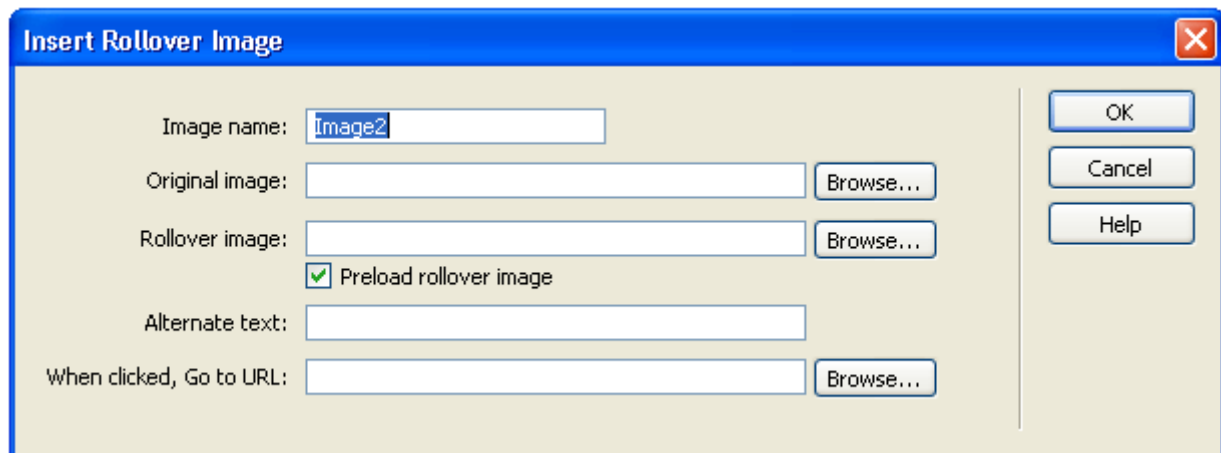 Insert Rollover Image
Image name: Image2
OK
Original image: Browse...
Cancel
Rollover image: Browse...
Help
Preload rollover image
Alternate text:
When clicked, Go to URL: Browse...